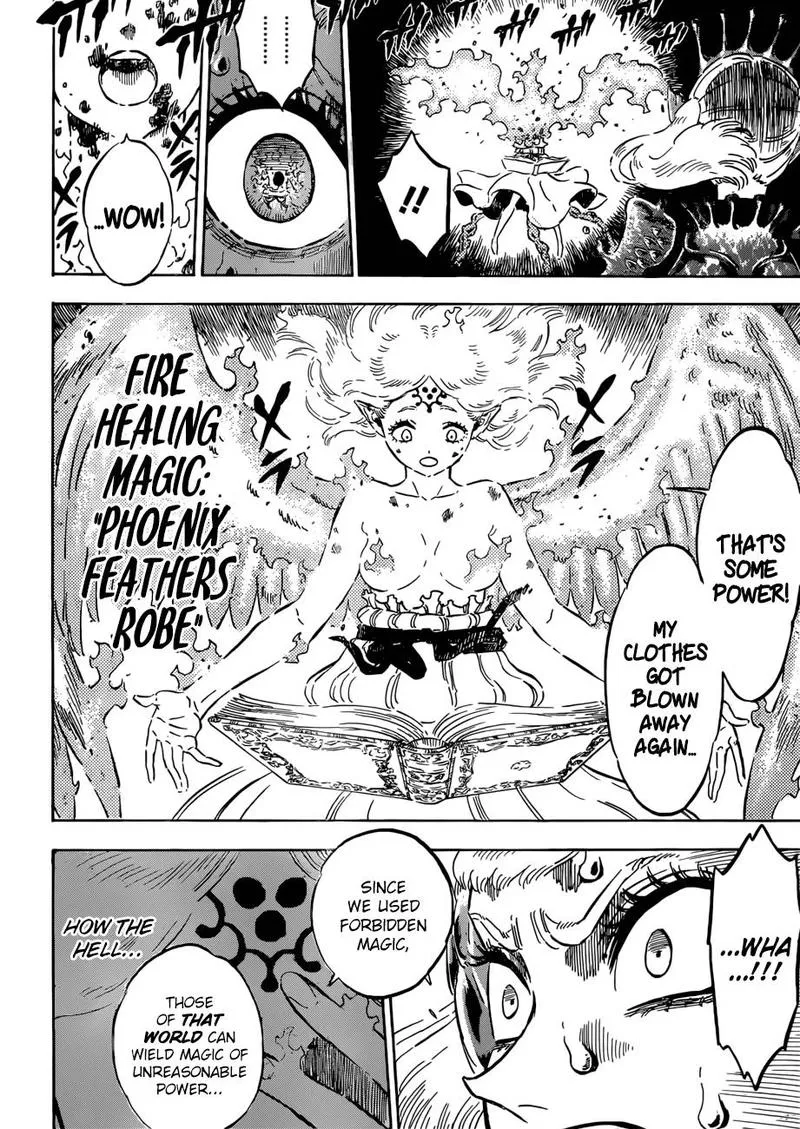 !!
.........
...WOW!
THAT'S
SOME
POWER!
MY
CLOTHES
GOT
BLOWN
AWAY
AGAIN...
FIRE
HEALING
MAGIC:
"PHOENIX
FEATHERS
ROBE"
...WHA
...!!!
SINCE
WE USED
FORBIDDEN
MAGIC,
THOSE
OF THAT
WORLD CAN
WIELD MAGIC OF
UNREASONABLE
POWER...
HOW THE
HELL...